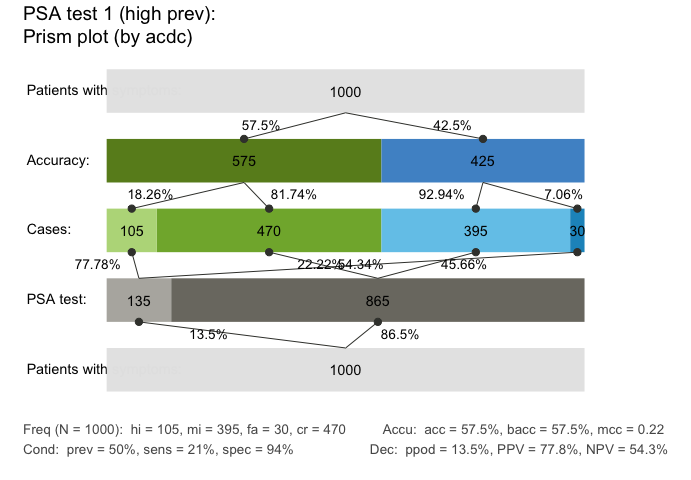 PSA test 1 (high prev):
Prism plot (by acdc)
Patients with
1000
57.5% 42.5%
Accuracy: 575 425
18.26% 81.74% 92.94% 7.06%
Cases: 105 470 395 30
77.78% 22.22% 54.34% 45.66%
PSA test: 135 865
13.5% 86.5%
Patients with
1000
Freq (N = 1000): hi = 105, mi = 395, fa = 30, cr = 470 Accu: acc = 57.5%, bacc = 57.5%, mcc = 0.22
Cond: prev = 50%, sens = 21%, spec = 94% Dec: ppod = 13.5%, PPV = 77.8%, NPV = 54.3%